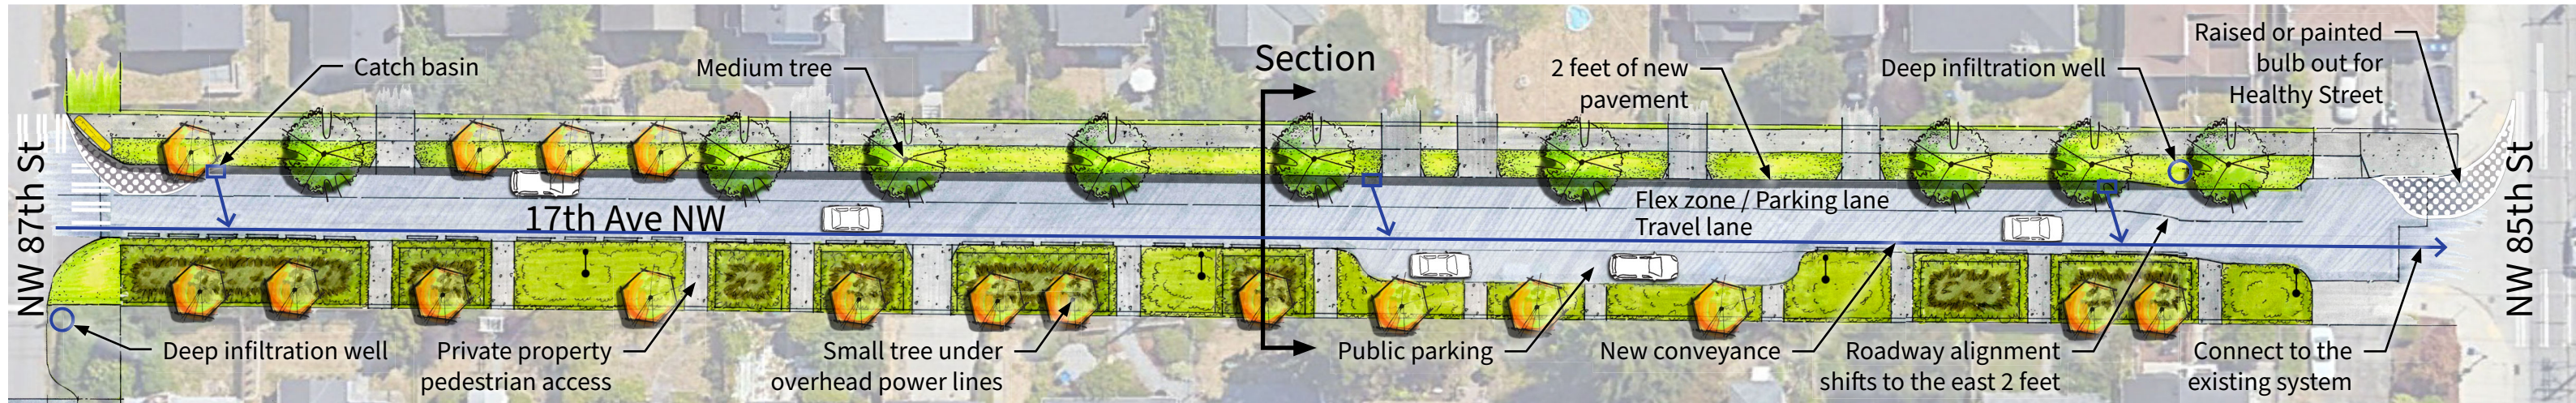 Catch basin
Medium tree
Section
2 feet of new
pavement
Deep infiltration well
Raised or painted
bulb out for
Healthy Street
NW 87th St
17th Ave NW
Flex zone / Parking lane
Travel lane
NW 85th St
Deep infiltration well
Private property
pedestrian access
Small tree under
overhead power lines
Public parking
New conveyance
Roadway alignment
shifts to the east 2 feet
Connect to the
existing system